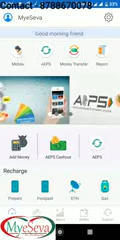 Contact - 8788670078
MyeSeva
Good morning friend
Mobile AEPS Money Transfer Report
AEPS
Add Money AEPS Cashout AEPS
Recharge
Prepaid Postpaid DTH Gas
MyeSeva